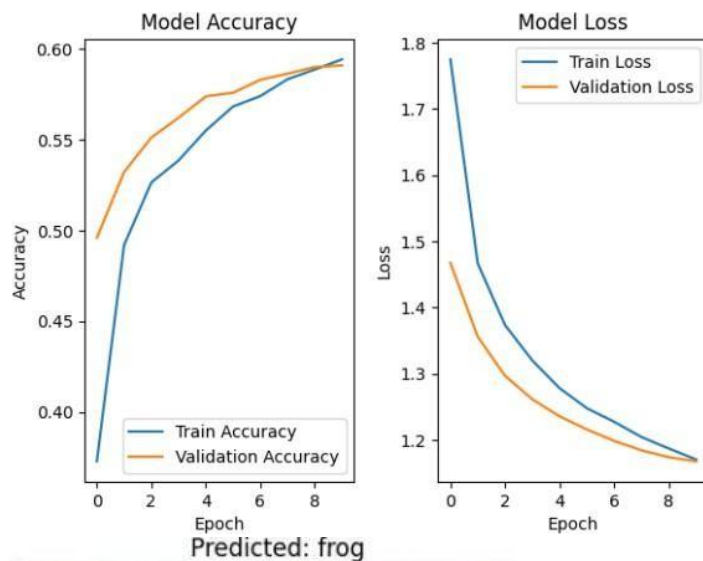 Model Accuracy
0.60
0.55
0.50
0.45
0.40
Accuracy
Train Accuracy
Validation Accuracy
0 2 4 6 8
Epoch
Model Loss
1.8
1.7
1.6
1.5
1.4
1.3
1.2
Loss
Train Loss
Validation Loss
0 2 4 6 8
Epoch
Predicted: frog